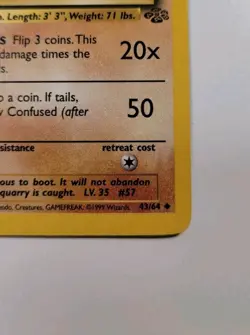 . Length: 3' 3", Weight: 71 lbs.
Flip 3 coins. This
damage times the
20x
s.
a coin. If tails,
Confused (after
50
sistance
retreat cost
ous to boot. It will not abandon
quarry is caught. LV. 35 #57
Creatures, GAMEFREAK. ©1999 Wizards. 43/64